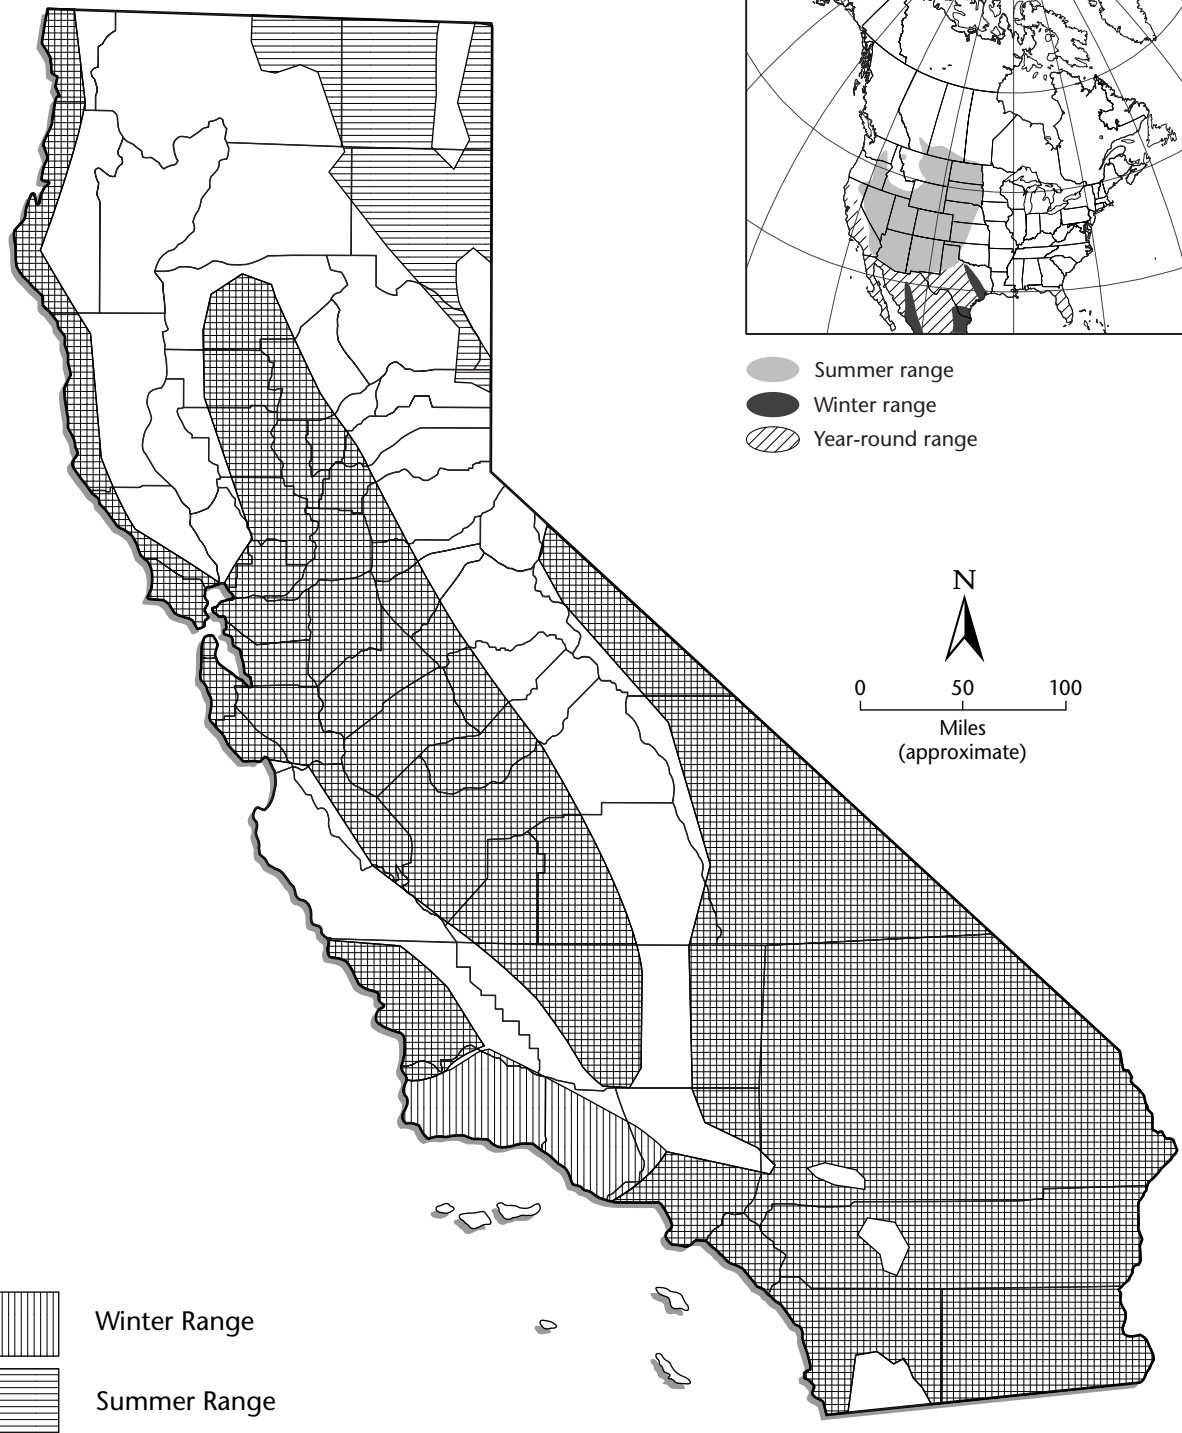 Summer range
Winter range
Year-round range
N
0 50 100
Miles
(approximate)
Winter Range
Summer Range